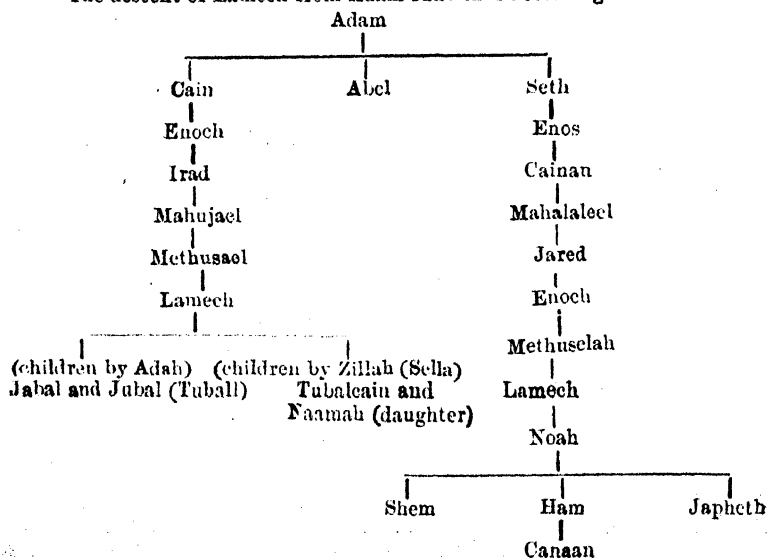 Adam
Cain Abel Seth
Enoch Enos
Irad Cainan
Mahujael Mahalaleel
Methusael Jared
Lamech Enoch
Methuselah
(children by Adah) (children by Zillah (Sella)
Jabal and Jubal (Tuball) Tubalcain and Lamech
Naamah (daughter)
Noah
Shem Ham Japheth
Canaan